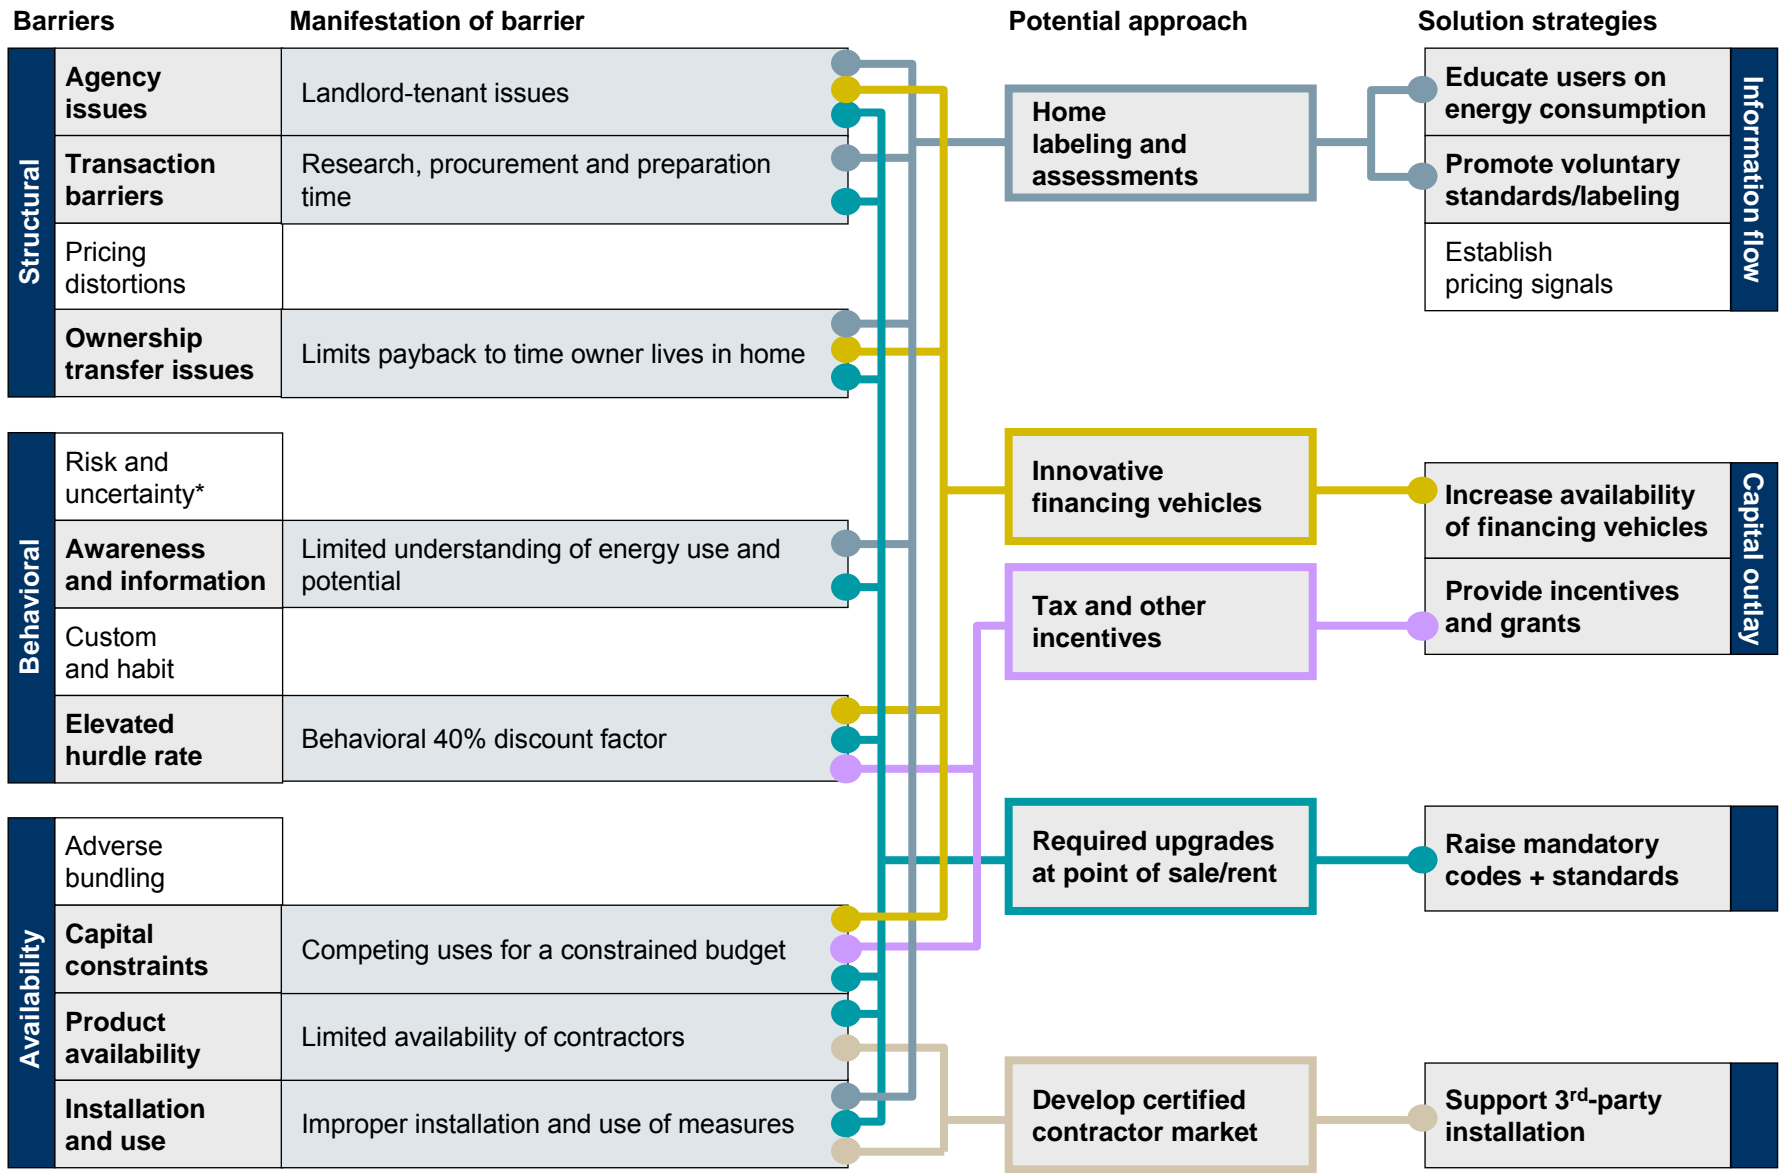 Barriers
Manifestation of barrier
Potential approach
Solution strategies
Structural
Agency
issues
Landlord-tenant issues
Transaction
barriers
Research, procurement and preparation
time
Pricing
distortions
Ownership
transfer issues
Limits payback to time owner lives in home
Home
labeling and
assessments
Educate users on
energy consumption
Promote voluntary
standards/labeling
Establish
pricing signals
Information flow
Behavioral
Risk and
uncertainty*
Awareness
and information
Limited understanding of energy use and
potential
Custom
and habit
Elevated
hurdle rate
Behavioral 40% discount factor
Innovative
financing vehicles
Tax and other
incentives
Increase availability
of financing vehicles
Provide incentives
and grants
Capital outlay
Availability
Adverse
bundling
Capital
constraints
Competing uses for a constrained budget
Product
availability
Limited availability of contractors
Installation
and use
Improper installation and use of measures
Required upgrades
at point of sale/rent
Raise mandatory
codes + standards
Develop certified
contractor market
Support 3rd-party
installation